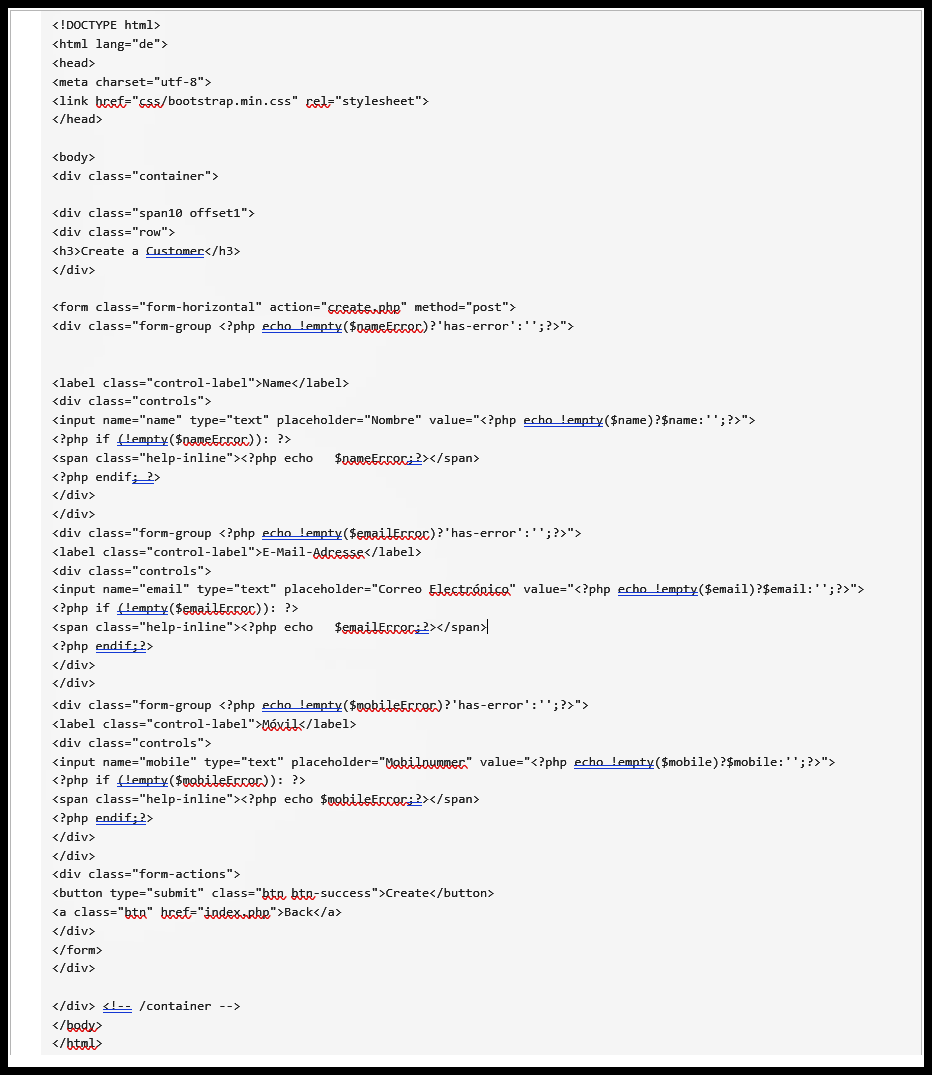 <!DOCTYPE html>
<html lang="de">
<head>
<meta charset="utf-8">
<link href="css/bootstrap.min.css" rel="stylesheet">
</head>
<body>
<div class="container">
<div class="span10 offset1">
<div class="row">
<h3>Create a Customer</h3>
</div>
<form class="form-horizontal" action="create.php" method="post">
<div class="form-group <?php echo !empty($nameError)?'has-error':'';?>">
<label class="control-label">Name</label>
<div class="controls">
<input name="name" type="text" placeholder="Nombre" value="<?php echo !empty($name)?$name:'';?>">
<?php if (!empty($nameError)): ?>
<span class="help-inline"><?php echo   $nameError;?></span>
<?php endif; ?>
</div>
</div>
<div class="form-group <?php echo !empty($emailError)?'has-error':'';?>">
<label class="control-label">E-Mail-Adresse</label>
<div class="controls">
<input name="email" type="text" placeholder="Correo Electrónico" value="<?php echo !empty($email)?$email:'';?>">
<?php if (!empty($emailError)): ?>
<span class="help-inline"><?php echo   $emailError;?></span>
<?php endif;?>
</div>
</div>
<div class="form-group <?php echo !empty($mobileError)?'has-error':'';?>">
<label class="control-label">Móvil</label>
<div class="controls">
<input name="mobile" type="text" placeholder="Mobilnummer" value="<?php echo !empty($mobile)?$mobile:'';?>">
<?php if (!empty($mobileError)): ?>
<span class="help-inline"><?php echo $mobileError;?></span>
<?php endif;?>
</div>
</div>
<div class="form-actions">
<button type="submit" class="btn btn-success">Create</button>
<a class="btn" href="index.php">Back</a>
</div>
</form>
</div>
</div> <!-- /container -->
</body>
</html>